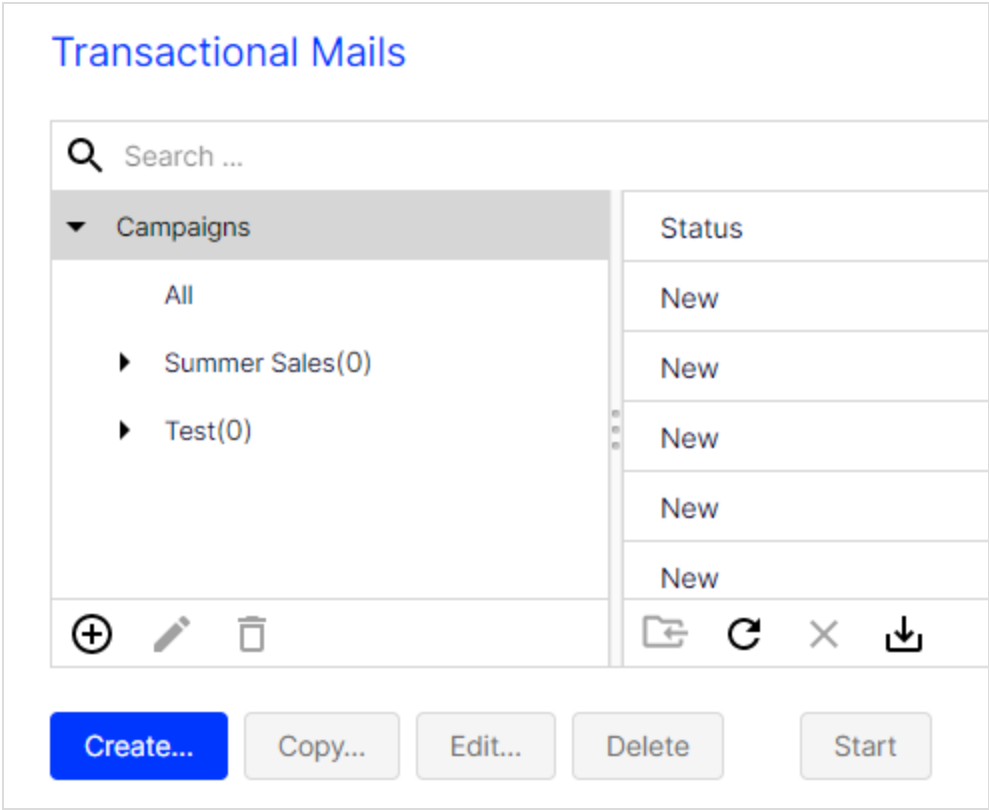 Transactional Mails
Search ...
Campaigns
All
Summer Sales(0)
Test(0)
Status
New
New
New
New
New
Create...
Copy...
Edit...
Delete
Start